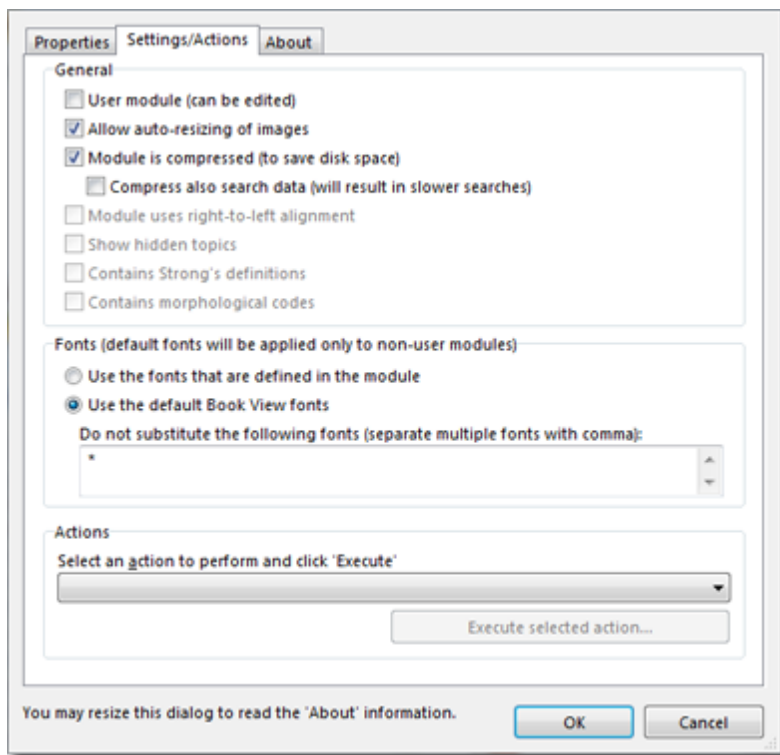 Properties Settings/Actions About
General
User module (can be edited)
Allow auto-resizing of images
Module is compressed (to save disk space)
Compress also search data (will result in slower searches)
Module uses right-to-left alignment
Show hidden topics
Contains Strong's definitions
Contains morphological codes
Fonts (default fonts will be applied only to non-user modules)
Use the fonts that are defined in the module
Use the default Book View fonts
Do not substitute the following fonts (separate multiple fonts with comma):
*
Actions
Select an action to perform and click 'Execute'
Execute selected action...
You may resize this dialog to read the 'About' information.
OK Cancel